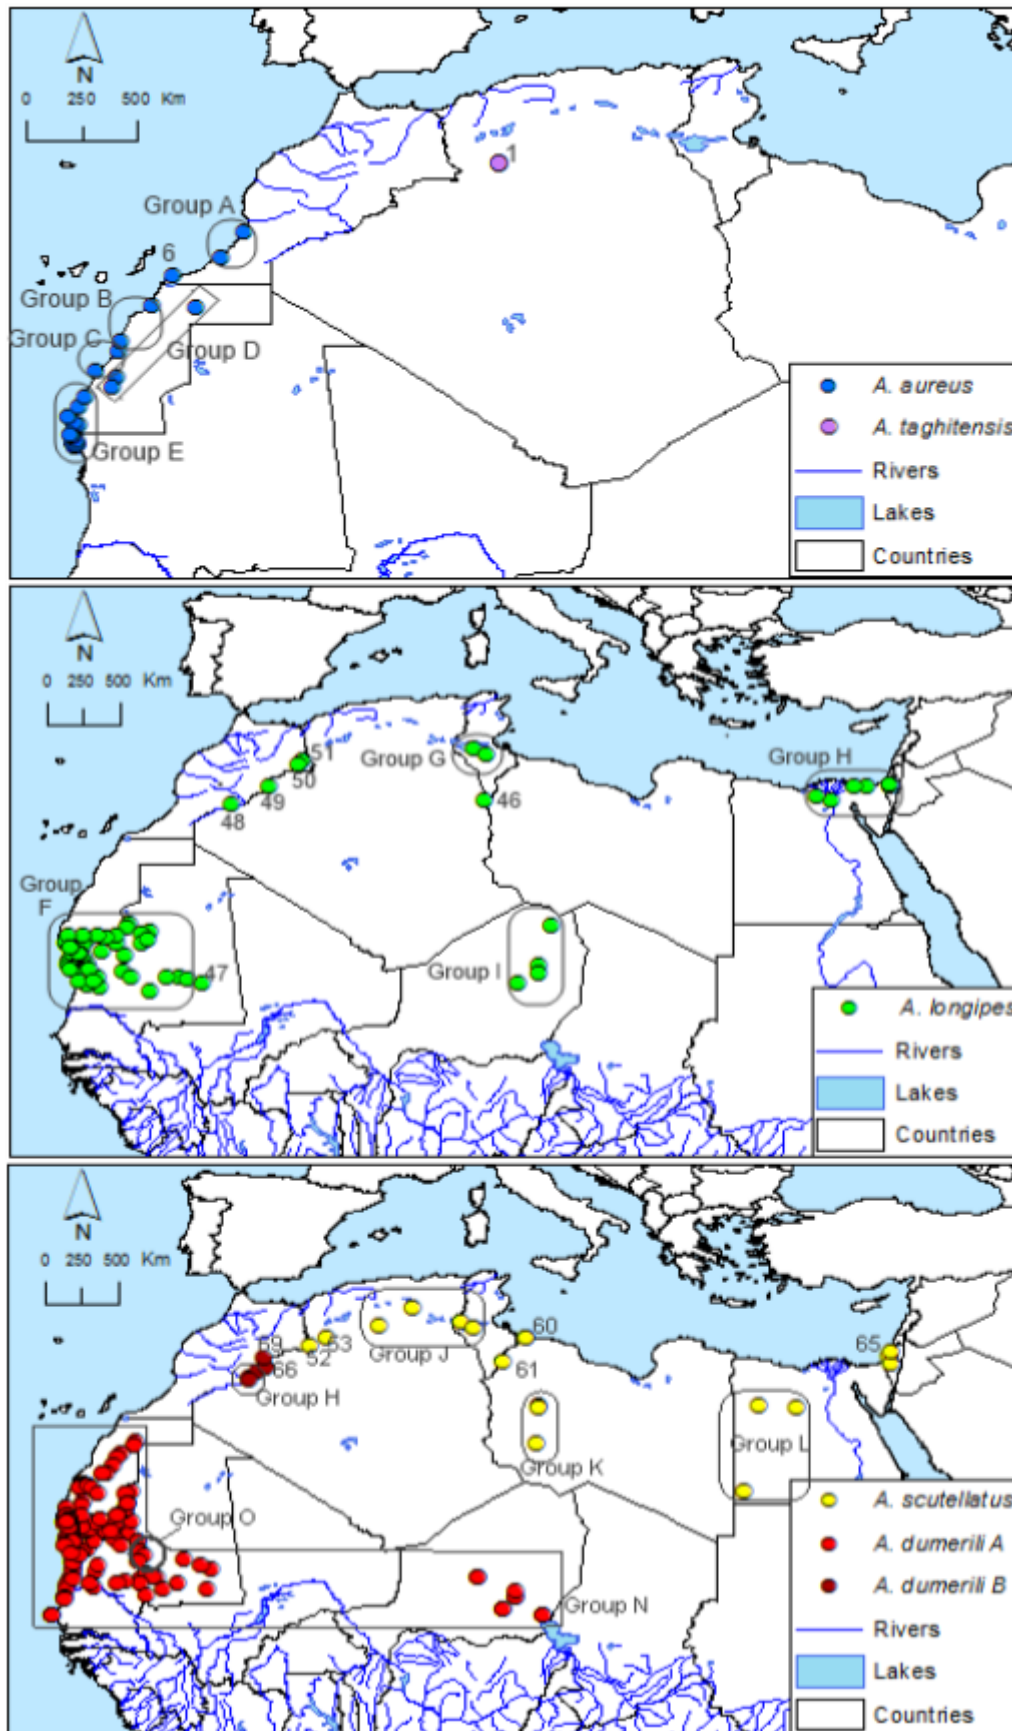 N
0 250 500 Km
1
Group A
6
Group B
Group C
Group D
Group E
A. aureus
A. taghitensis
Rivers
Lakes
Countries
N
0 250 500 Km
51
50
Group G
49
46
48
Group H
Group
F
47
Group I
A. longipes
Rivers
Lakes
Countries
N
0 250 500 Km
53
52
59
66
Group H
Group J
60
61
65
Group K
Group L
Group O
Group N
A. scutellatus
A. dumerili A
A. dumerili B
Rivers
Lakes
Countries